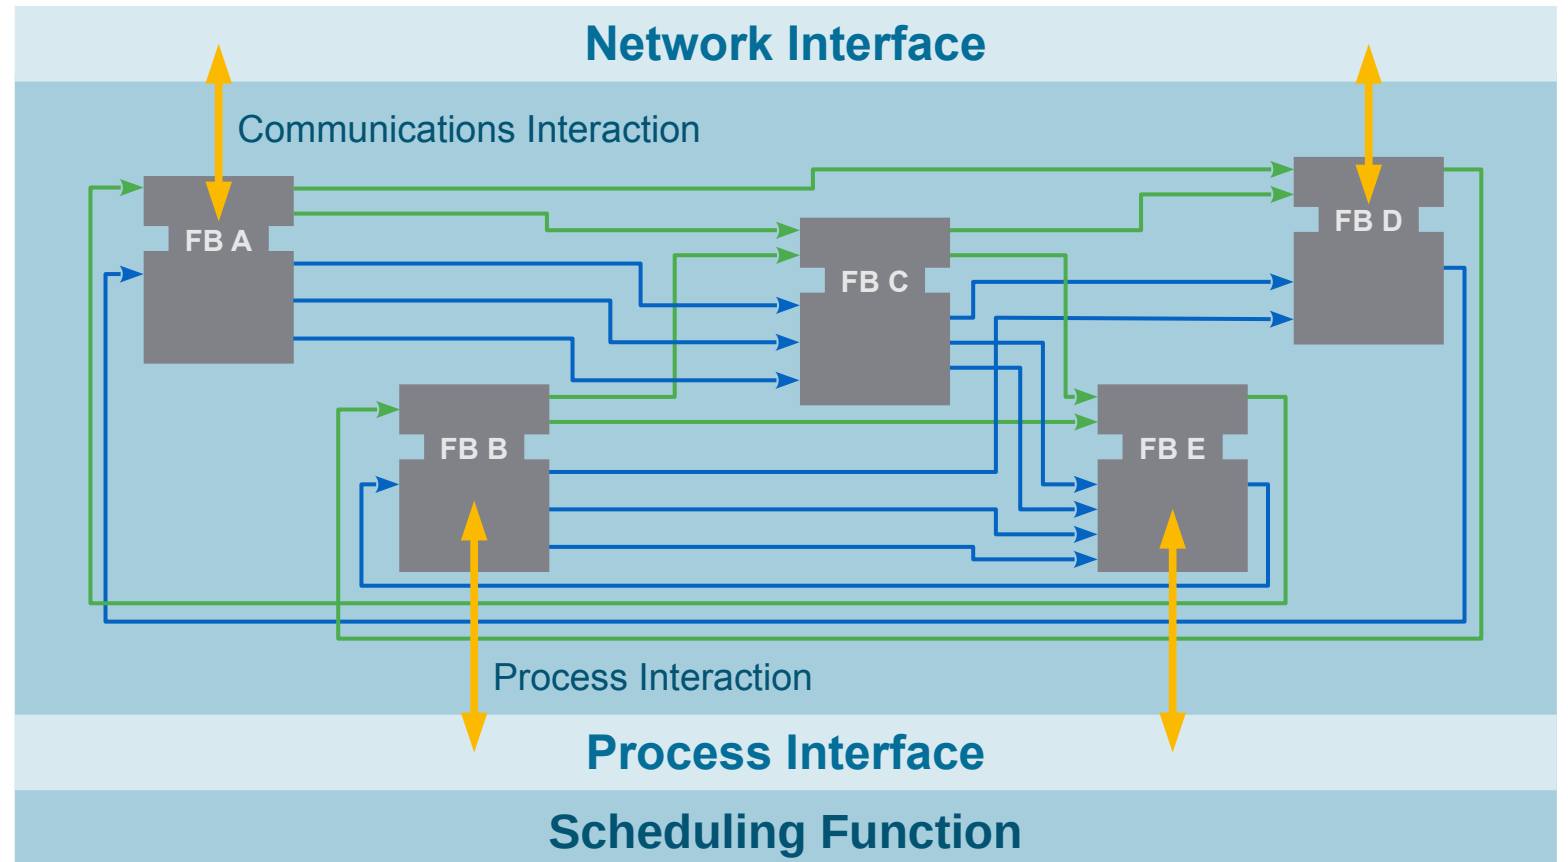 Network Interface
Communications Interaction
FB A
FB D
FB C
FB B
FB E
Process Interaction
Process Interface
Scheduling Function